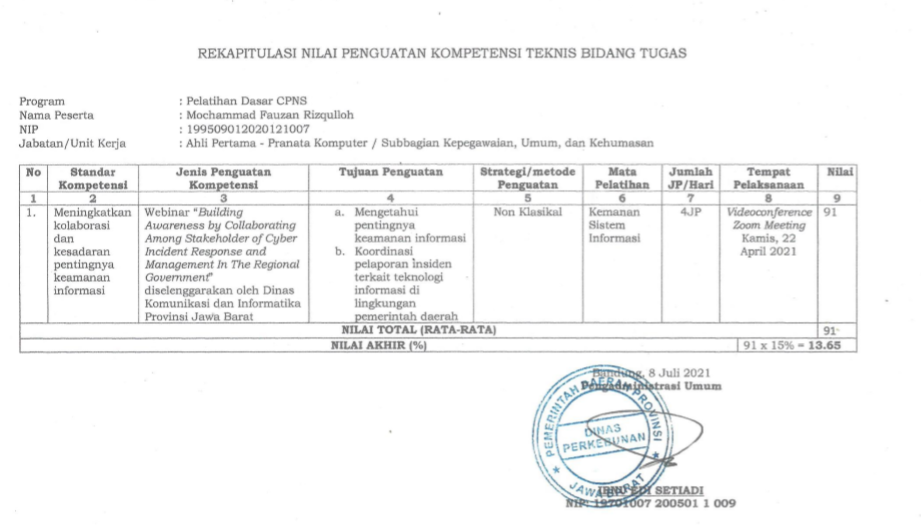 REKAPITULASI NILAI PENGUATAN KOMPETENSI TEKNIS BIDANG TUGAS
Program : Pelatihan Dasar CPNS
Nama Peserta : Mochammad Fauzan Rizqulloh
NIP : 199509012020121007
Jabatan/Unit Kerja : Ahli Pertama - Pranata Komputer / Subbagian Kepegawaian, Umum, dan Kehumasan
No Standar Kompetensi Jenis Penguatan Kompetensi Tujuan Penguatan Strategi/metode Penguatan Mata Pelatihan Jumlah JP/Hari Tempat Pelaksanaan Nilai
1 2 3 4 5 6 7 8 9
1.
Meningkatkan
kolaborasi
dan
kesadaran
pentingnya
keamanan
informasi
Webinar "Building
Awareness by Collaborating
Among Stakeholder of Cyber
Incident Response and
Management In The Regional
Government"
diselenggarakan oleh Dinas
Komunikasi dan Informatika
Provinsi Jawa Barat
a. Mengetahui
pentingnya
keamanan informasi
b. Koordinasi
pelaporan insiden
terkait teknologi
informasi di
lingkungan
pemerintah daerah
Non Klasikal
Kemanan
Sistem
Informasi
4JP
Videoconference
Zoom Meeting
Kamis, 22
April 2021
91
NILAI TOTAL (RATA-RATA) 91
NILAI AKHIR (%) 91 x 15% = 13.65
Bandung, 8 Juli 2021
Pengadministrasi Umum
PEMERINTAH DAERAH PROVINSI
DINAS
PERKEBUNAN
JAWA BARAT
EDI SETIADI
NIP. 19701007 200501 1 009